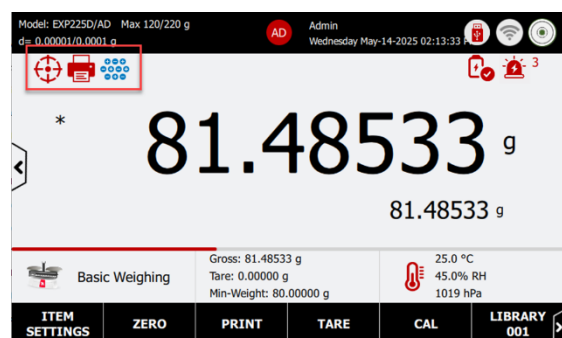 Model: EXP225D/AD Max 120/220 g
d= 0.00001/0.0001 g
AD
Admin
Wednesday May-14-2025 02:13:33
3
*
81.48533 g
81.48533 g
Basic Weighing
Gross: 81.48533 g
Tare: 0.00000 g
Min-Weight: 80.00000 g
25.0 °C
45.0% RH
1019 hPa
ITEM SETTINGS
ZERO
PRINT
TARE
CAL
LIBRARY 001